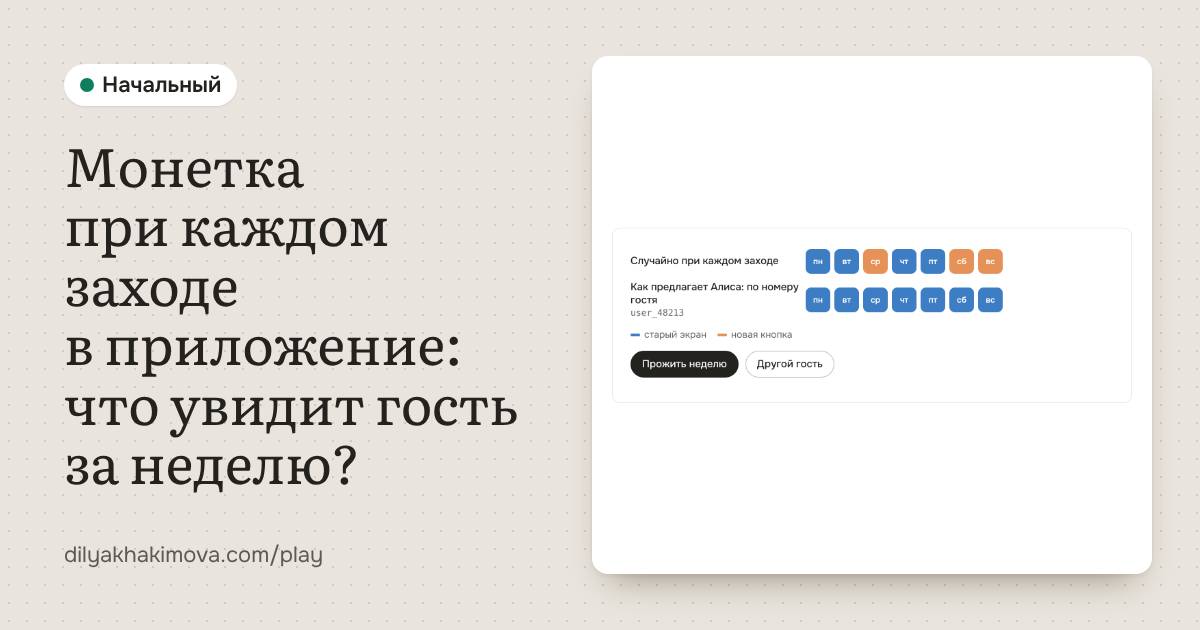 Начальный
Монетка
при каждом
заходе
в приложение:
что увидит гость
за неделю?
dilyakhakimova.com/play
Случайно при каждом заходе
пн вт ср чт пт сб вс
Как предлагает Алиса: по номеру
гостя
user_48213
пн вт ср чт пт сб вс
старый экран новая кнопка
Прожить неделю Другой гость